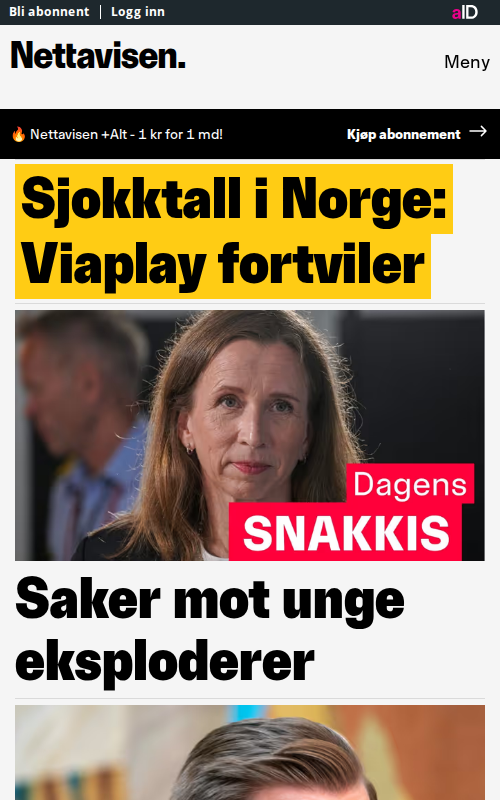 Bli abonnent | Logg inn
aID
Nettavisen.
Meny
🔥 Nettavisen +Alt - 1 kr for 1 md!
Kjøp abonnement →
Sjokktall i Norge:
Viaplay fortviler
Dagens
SNAKKIS
Saker mot unge
eksploderer